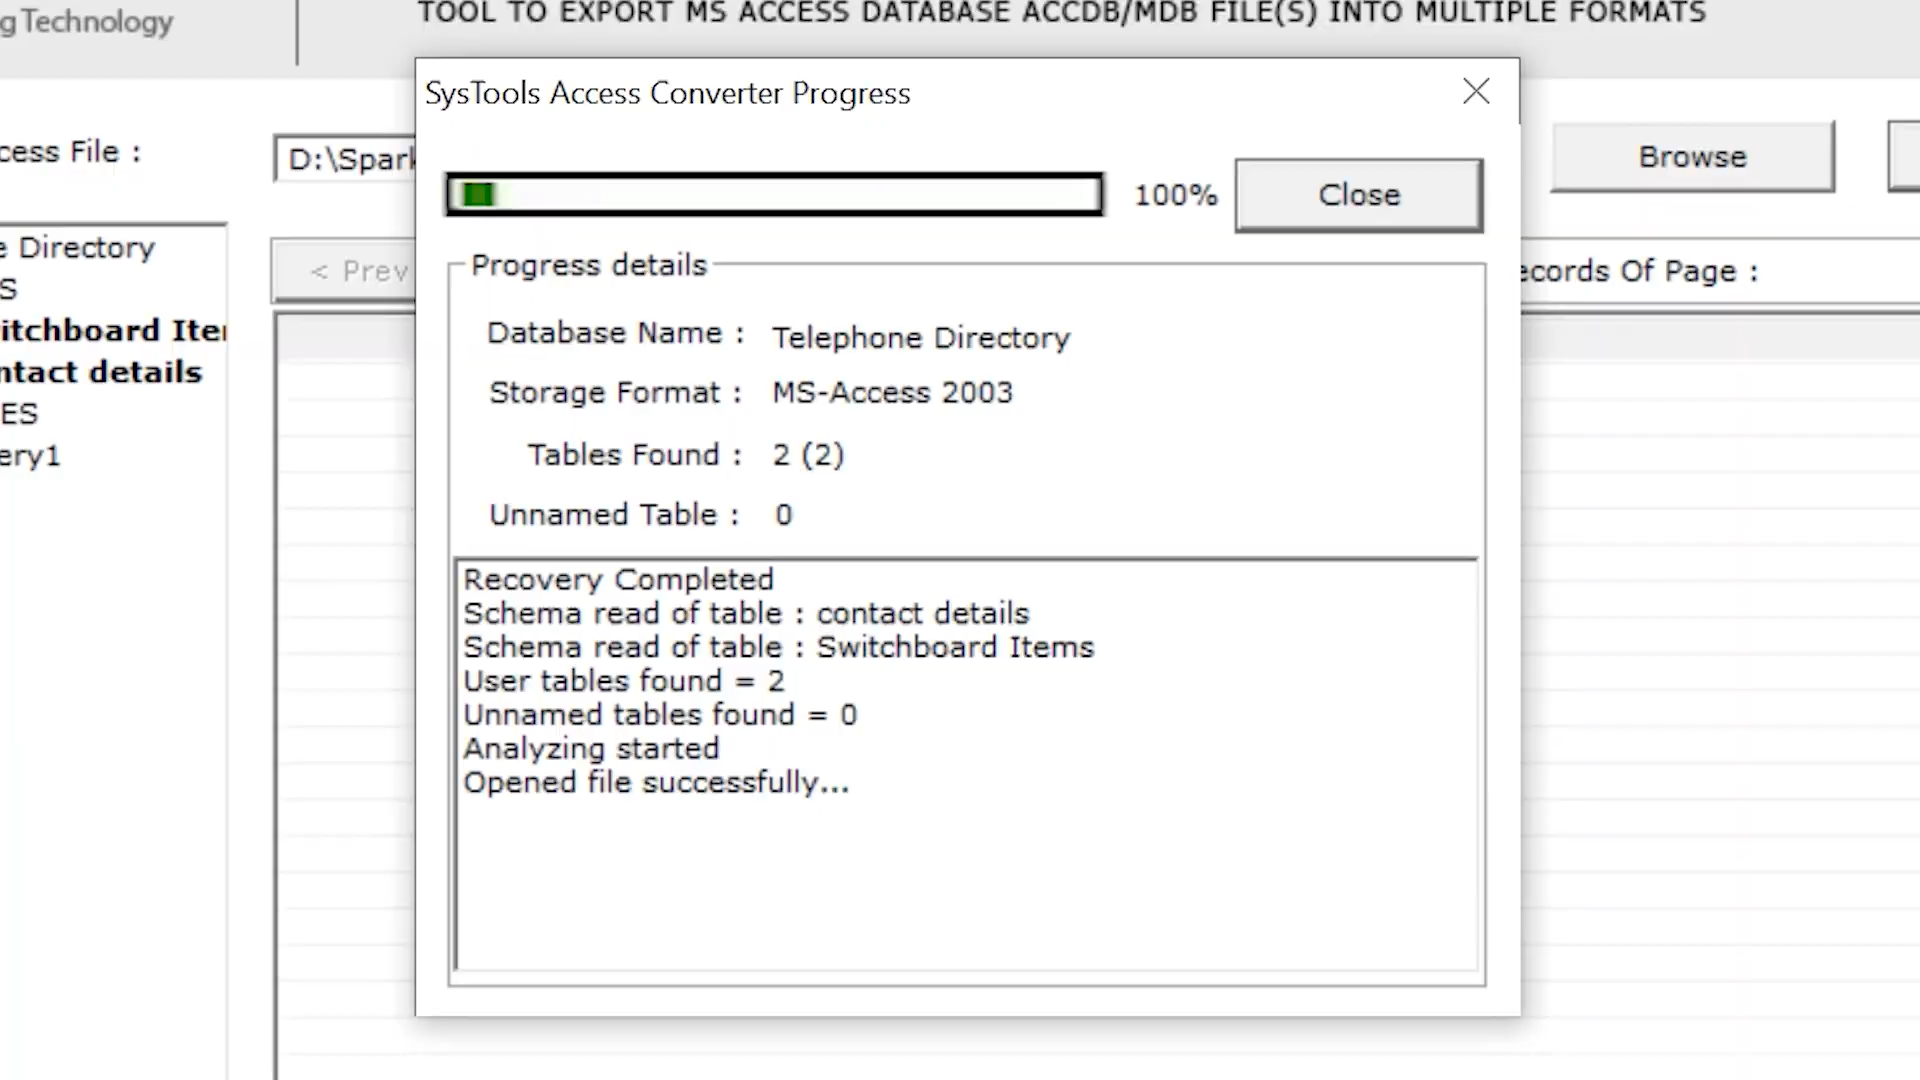 g Technology
TOOL TO EXPORT MS ACCESS DATABASE ACCDB/MDB FILE(S) INTO MULTIPLE FORMATS
SysTools Access Converter Progress
cess File :
D:\Spark
Browse
100%
Close
e Directory
S
itchboard Iter
ntact details
ES
ery1
< Prev
ecords Of Page :
Progress details
Database Name : Telephone Directory
Storage Format : MS-Access 2003
Tables Found : 2 (2)
Unnamed Table : 0
Recovery Completed
Schema read of table : contact details
Schema read of table : Switchboard Items
User tables found = 2
Unnamed tables found = 0
Analyzing started
Opened file successfully...